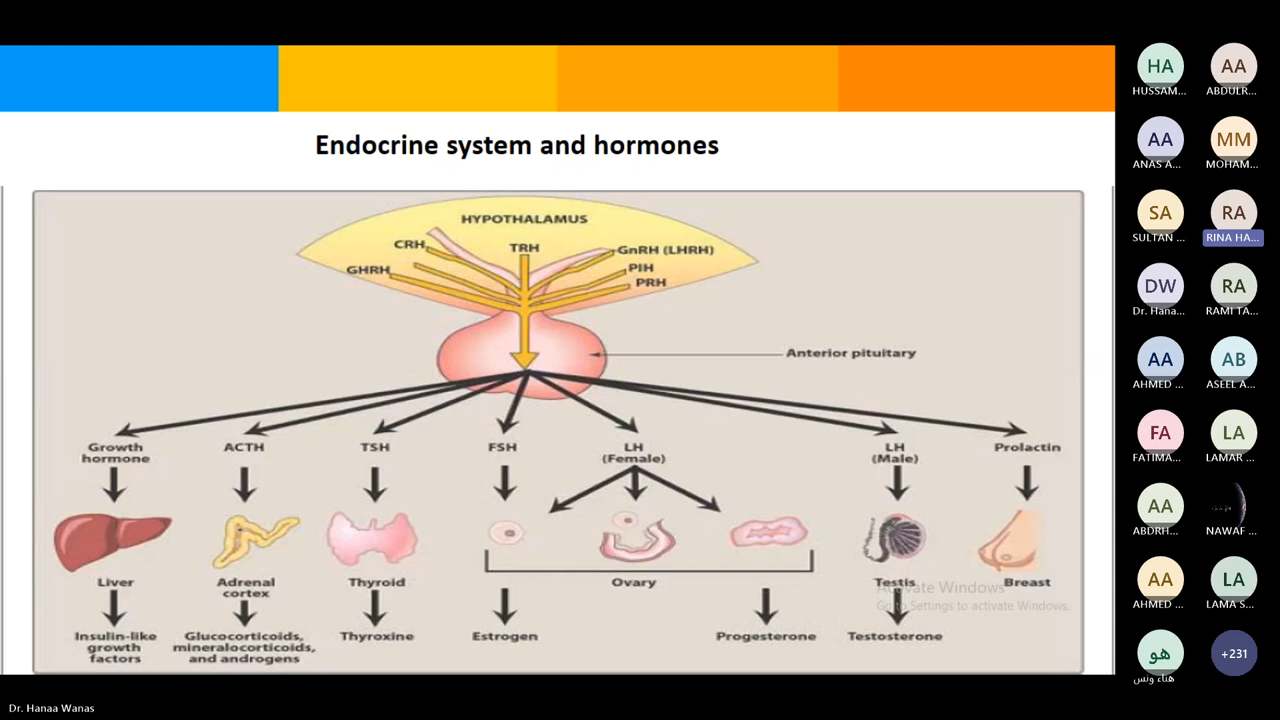 Endocrine system and hormones
HYPOTHALAMUS
CRH
TRH
GnRH (LHRH)
GHRH
PIH
PRH
Anterior pituitary
Growth
hormone
ACTH
TSH
FSH
LH
(Female)
LH
(Male)
Prolactin
Liver
Adrenal
cortex
Thyroid
Ovary
Testis
Breast
Activate Windows
Go to Settings to activate Windows.
Insulin-like
growth
factors
Glucocorticoids,
mineralocorticoids,
and androgens
Thyroxine
Estrogen
Progesterone
Testosterone
HA
HUSSAM...
AA
ABDULR...
AA
ANAS A...
MM
MOHAM...
SA
SULTAN ...
RA
RINA HA...
DW
Dr. Hana...
RA
RAMI TA...
AA
AHMED ...
AB
ASEEL A...
FA
FATIMA...
LA
LAMAR ...
AA
ABDRH...
NAWAF ...
AA
AHMED ...
LA
LAMA S...
هو
هناء ونس
+231
Dr. Hanaa Wanas